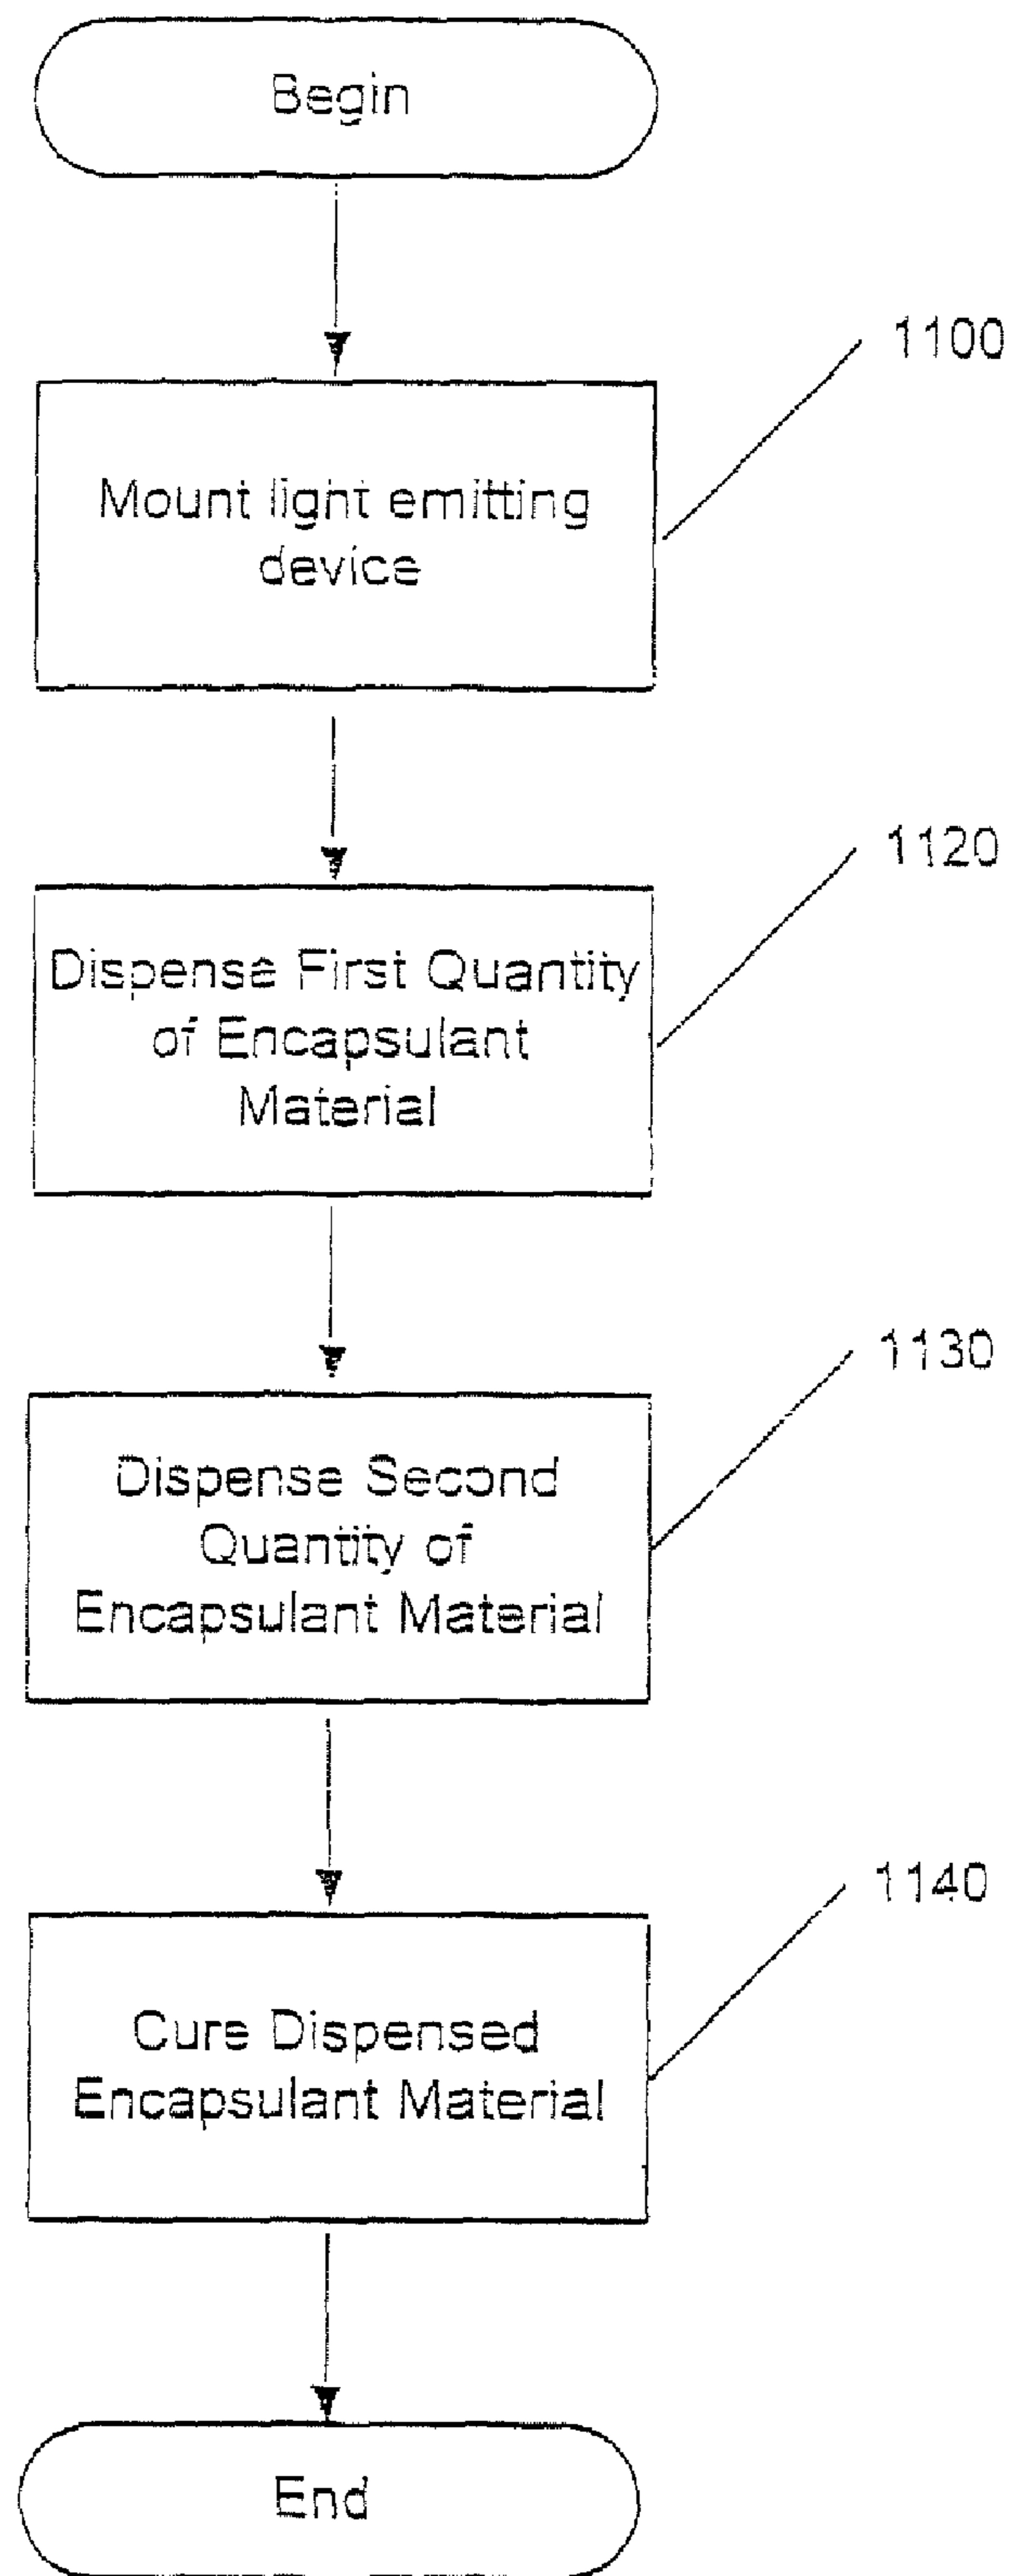 Begin
1100
Mount light emitting
device
1120
Dispense First Quantity
of Encapsulant
Material
1130
Dispense Second
Quantity of
Encapsulant Material
1140
Cure Dispensed
Encapsulant Material
End